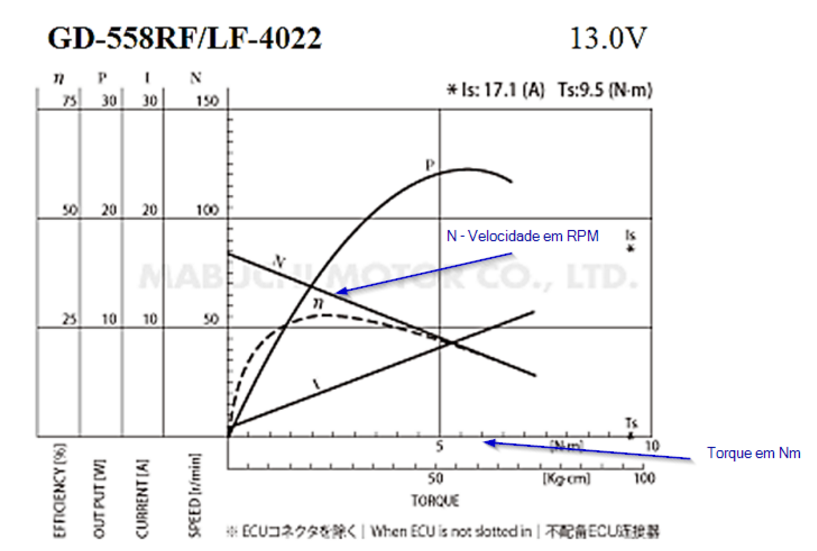 GD-558RF/LF-4022 13.0V
η P I N
* Is: 17.1 (A) Ts:9.5 (N·m)
75 30 30 150
P
50 20 20 100
N - Velocidade em RPM
Is
*
N
MABUCHI MOTOR CO., LTD.
η
25 10 10 50
I
Ts
5 [N·m] 10
Torque em Nm
50 [Kg·cm] 100
EFFICIENCY [%]
OUTPUT [W]
CURRENT [A]
SPEED [r/min]
TORQUE
※ ECUコネクタを除く | When ECU is not slotted in | 不配备ECU连接器